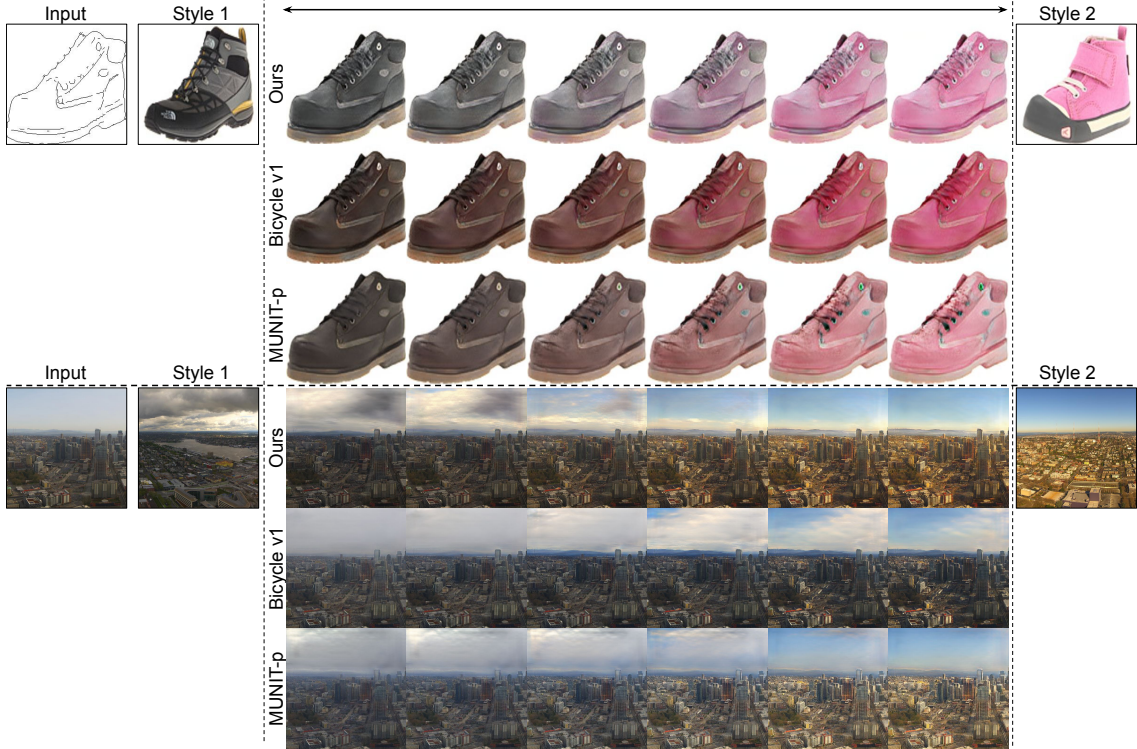 Input
Style 1
Style 2
Ours
Bicycle v1
MUNIT-p
Input
Style 1
Style 2
Ours
Bicycle v1
MUNIT-p